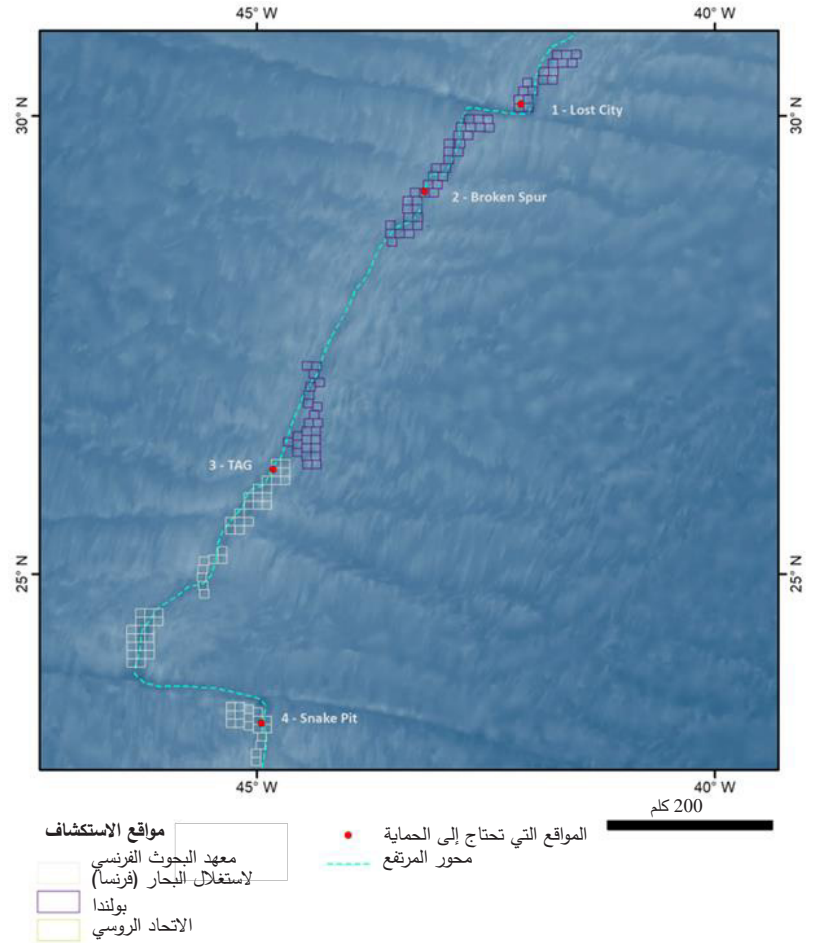 45° W
40° W
30° N
30° N
1 - Lost City
2 - Broken Spur
3 - TAG
25° N
25° N
4 - Snake Pit
45° W
40° W
200 كلم
مواقع الاستكشاف
معهد البحوث الفرنسي
لاستغلال البحار (فرنسا)
بولندا
الاتحاد الروسي
المواقع التي تحتاج إلى الحماية
محور المرتفع